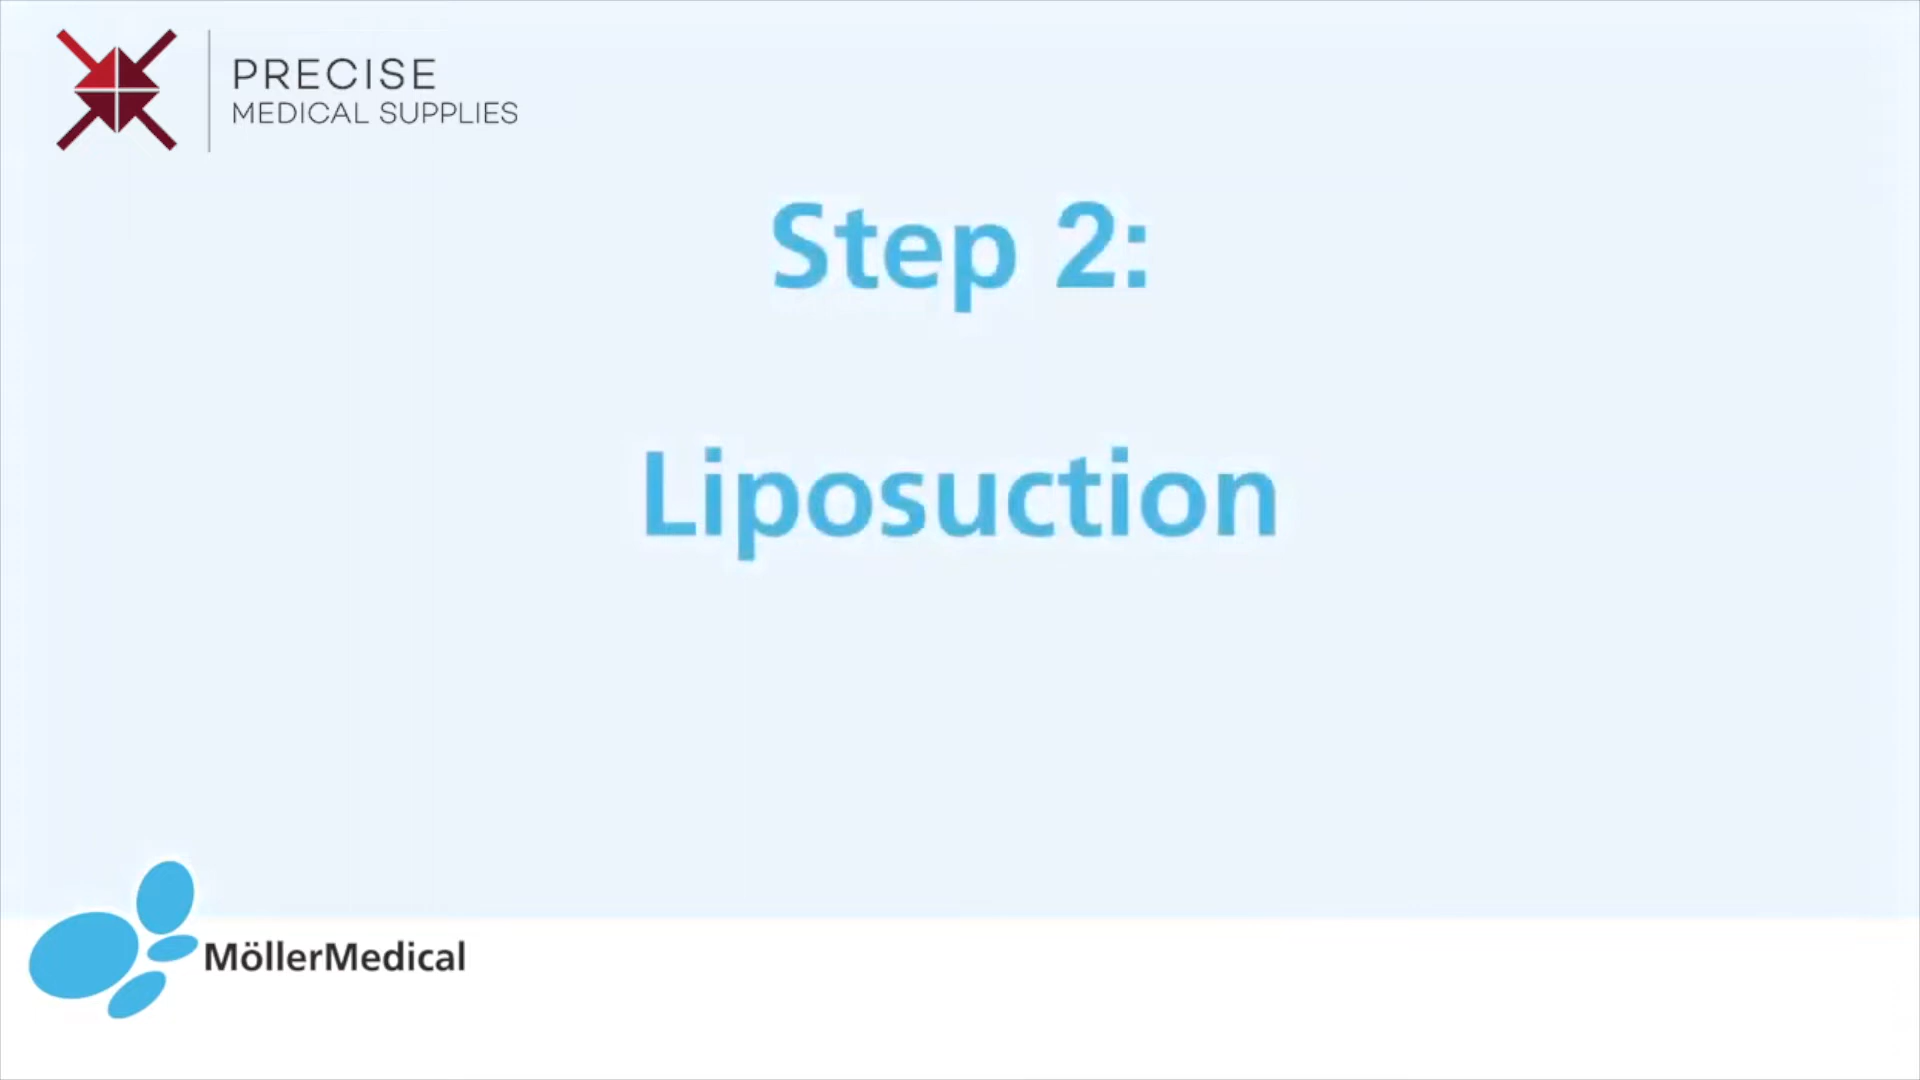 PRECISE
MEDICAL SUPPLIES
Step 2:
Liposuction
MöllerMedical